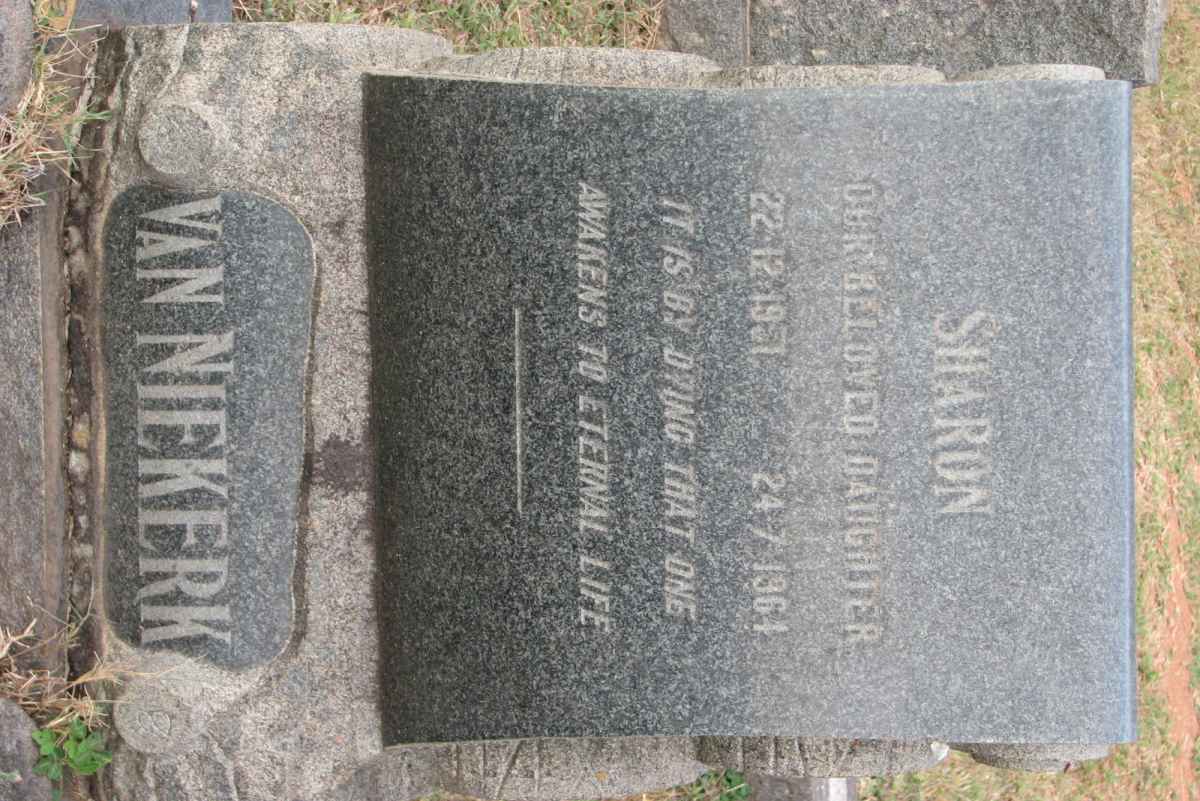 SHARON
OUR BELOVED DAUGHTER
22.12.1951 24.7.1964
IT IS BY DYING THAT ONE
AWAKENS TO ETERNAL LIFE
VAN NIEKERK